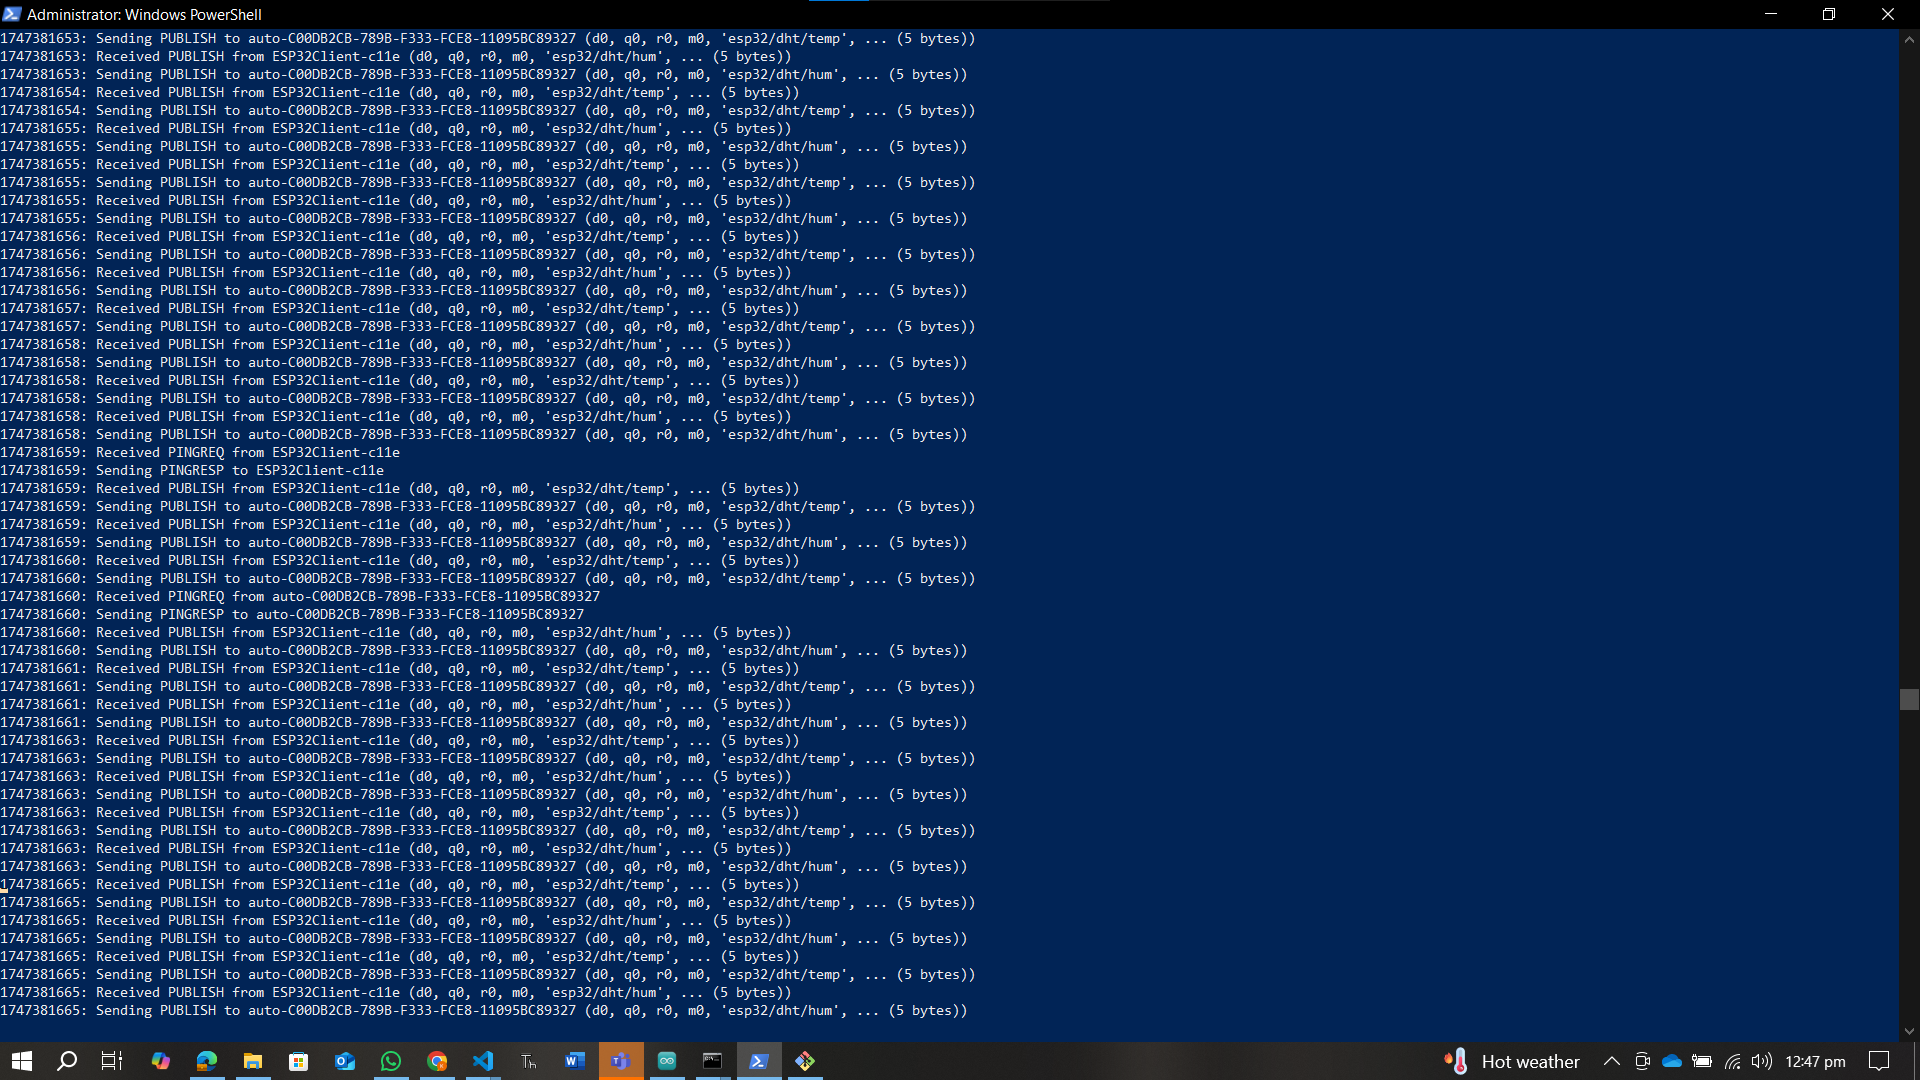 Administrator: Windows PowerShell
1747381653: Sending PUBLISH to auto-C00DB2CB-789B-F333-FCE8-11095BC89327 (d0, q0, r0, m0, 'esp32/dht/temp', ... (5 bytes))
1747381653: Received PUBLISH from ESP32Client-c11e (d0, q0, r0, m0, 'esp32/dht/hum', ... (5 bytes))
1747381653: Sending PUBLISH to auto-C00DB2CB-789B-F333-FCE8-11095BC89327 (d0, q0, r0, m0, 'esp32/dht/hum', ... (5 bytes))
1747381654: Received PUBLISH from ESP32Client-c11e (d0, q0, r0, m0, 'esp32/dht/temp', ... (5 bytes))
1747381654: Sending PUBLISH to auto-C00DB2CB-789B-F333-FCE8-11095BC89327 (d0, q0, r0, m0, 'esp32/dht/temp', ... (5 bytes))
1747381655: Received PUBLISH from ESP32Client-c11e (d0, q0, r0, m0, 'esp32/dht/hum', ... (5 bytes))
1747381655: Sending PUBLISH to auto-C00DB2CB-789B-F333-FCE8-11095BC89327 (d0, q0, r0, m0, 'esp32/dht/hum', ... (5 bytes))
1747381655: Received PUBLISH from ESP32Client-c11e (d0, q0, r0, m0, 'esp32/dht/temp', ... (5 bytes))
1747381655: Sending PUBLISH to auto-C00DB2CB-789B-F333-FCE8-11095BC89327 (d0, q0, r0, m0, 'esp32/dht/temp', ... (5 bytes))
1747381655: Received PUBLISH from ESP32Client-c11e (d0, q0, r0, m0, 'esp32/dht/hum', ... (5 bytes))
1747381655: Sending PUBLISH to auto-C00DB2CB-789B-F333-FCE8-11095BC89327 (d0, q0, r0, m0, 'esp32/dht/hum', ... (5 bytes))
1747381656: Received PUBLISH from ESP32Client-c11e (d0, q0, r0, m0, 'esp32/dht/temp', ... (5 bytes))
1747381656: Sending PUBLISH to auto-C00DB2CB-789B-F333-FCE8-11095BC89327 (d0, q0, r0, m0, 'esp32/dht/temp', ... (5 bytes))
1747381656: Received PUBLISH from ESP32Client-c11e (d0, q0, r0, m0, 'esp32/dht/hum', ... (5 bytes))
1747381656: Sending PUBLISH to auto-C00DB2CB-789B-F333-FCE8-11095BC89327 (d0, q0, r0, m0, 'esp32/dht/hum', ... (5 bytes))
1747381657: Received PUBLISH from ESP32Client-c11e (d0, q0, r0, m0, 'esp32/dht/temp', ... (5 bytes))
1747381657: Sending PUBLISH to auto-C00DB2CB-789B-F333-FCE8-11095BC89327 (d0, q0, r0, m0, 'esp32/dht/temp', ... (5 bytes))
1747381658: Received PUBLISH from ESP32Client-c11e (d0, q0, r0, m0, 'esp32/dht/hum', ... (5 bytes))
1747381658: Sending PUBLISH to auto-C00DB2CB-789B-F333-FCE8-11095BC89327 (d0, q0, r0, m0, 'esp32/dht/hum', ... (5 bytes))
1747381658: Received PUBLISH from ESP32Client-c11e (d0, q0, r0, m0, 'esp32/dht/temp', ... (5 bytes))
1747381658: Sending PUBLISH to auto-C00DB2CB-789B-F333-FCE8-11095BC89327 (d0, q0, r0, m0, 'esp32/dht/temp', ... (5 bytes))
1747381658: Received PUBLISH from ESP32Client-c11e (d0, q0, r0, m0, 'esp32/dht/hum', ... (5 bytes))
1747381658: Sending PUBLISH to auto-C00DB2CB-789B-F333-FCE8-11095BC89327 (d0, q0, r0, m0, 'esp32/dht/hum', ... (5 bytes))
1747381659: Received PINGREQ from ESP32Client-c11e
1747381659: Sending PINGRESP to ESP32Client-c11e
1747381659: Received PUBLISH from ESP32Client-c11e (d0, q0, r0, m0, 'esp32/dht/temp', ... (5 bytes))
1747381659: Sending PUBLISH to auto-C00DB2CB-789B-F333-FCE8-11095BC89327 (d0, q0, r0, m0, 'esp32/dht/temp', ... (5 bytes))
1747381659: Received PUBLISH from ESP32Client-c11e (d0, q0, r0, m0, 'esp32/dht/hum', ... (5 bytes))
1747381659: Sending PUBLISH to auto-C00DB2CB-789B-F333-FCE8-11095BC89327 (d0, q0, r0, m0, 'esp32/dht/hum', ... (5 bytes))
1747381660: Received PUBLISH from ESP32Client-c11e (d0, q0, r0, m0, 'esp32/dht/temp', ... (5 bytes))
1747381660: Sending PUBLISH to auto-C00DB2CB-789B-F333-FCE8-11095BC89327 (d0, q0, r0, m0, 'esp32/dht/temp', ... (5 bytes))
1747381660: Received PINGREQ from auto-C00DB2CB-789B-F333-FCE8-11095BC89327
1747381660: Sending PINGRESP to auto-C00DB2CB-789B-F333-FCE8-11095BC89327
1747381660: Received PUBLISH from ESP32Client-c11e (d0, q0, r0, m0, 'esp32/dht/hum', ... (5 bytes))
1747381660: Sending PUBLISH to auto-C00DB2CB-789B-F333-FCE8-11095BC89327 (d0, q0, r0, m0, 'esp32/dht/hum', ... (5 bytes))
1747381661: Received PUBLISH from ESP32Client-c11e (d0, q0, r0, m0, 'esp32/dht/temp', ... (5 bytes))
1747381661: Sending PUBLISH to auto-C00DB2CB-789B-F333-FCE8-11095BC89327 (d0, q0, r0, m0, 'esp32/dht/temp', ... (5 bytes))
1747381661: Received PUBLISH from ESP32Client-c11e (d0, q0, r0, m0, 'esp32/dht/hum', ... (5 bytes))
1747381661: Sending PUBLISH to auto-C00DB2CB-789B-F333-FCE8-11095BC89327 (d0, q0, r0, m0, 'esp32/dht/hum', ... (5 bytes))
1747381663: Received PUBLISH from ESP32Client-c11e (d0, q0, r0, m0, 'esp32/dht/temp', ... (5 bytes))
1747381663: Sending PUBLISH to auto-C00DB2CB-789B-F333-FCE8-11095BC89327 (d0, q0, r0, m0, 'esp32/dht/temp', ... (5 bytes))
1747381663: Received PUBLISH from ESP32Client-c11e (d0, q0, r0, m0, 'esp32/dht/hum', ... (5 bytes))
1747381663: Sending PUBLISH to auto-C00DB2CB-789B-F333-FCE8-11095BC89327 (d0, q0, r0, m0, 'esp32/dht/hum', ... (5 bytes))
1747381663: Received PUBLISH from ESP32Client-c11e (d0, q0, r0, m0, 'esp32/dht/temp', ... (5 bytes))
1747381663: Sending PUBLISH to auto-C00DB2CB-789B-F333-FCE8-11095BC89327 (d0, q0, r0, m0, 'esp32/dht/temp', ... (5 bytes))
1747381663: Received PUBLISH from ESP32Client-c11e (d0, q0, r0, m0, 'esp32/dht/hum', ... (5 bytes))
1747381663: Sending PUBLISH to auto-C00DB2CB-789B-F333-FCE8-11095BC89327 (d0, q0, r0, m0, 'esp32/dht/hum', ... (5 bytes))
1747381665: Received PUBLISH from ESP32Client-c11e (d0, q0, r0, m0, 'esp32/dht/temp', ... (5 bytes))
1747381665: Sending PUBLISH to auto-C00DB2CB-789B-F333-FCE8-11095BC89327 (d0, q0, r0, m0, 'esp32/dht/temp', ... (5 bytes))
1747381665: Received PUBLISH from ESP32Client-c11e (d0, q0, r0, m0, 'esp32/dht/hum', ... (5 bytes))
1747381665: Sending PUBLISH to auto-C00DB2CB-789B-F333-FCE8-11095BC89327 (d0, q0, r0, m0, 'esp32/dht/hum', ... (5 bytes))
1747381665: Received PUBLISH from ESP32Client-c11e (d0, q0, r0, m0, 'esp32/dht/temp', ... (5 bytes))
1747381665: Sending PUBLISH to auto-C00DB2CB-789B-F333-FCE8-11095BC89327 (d0, q0, r0, m0, 'esp32/dht/temp', ... (5 bytes))
1747381665: Received PUBLISH from ESP32Client-c11e (d0, q0, r0, m0, 'esp32/dht/hum', ... (5 bytes))
1747381665: Sending PUBLISH to auto-C00DB2CB-789B-F333-FCE8-11095BC89327 (d0, q0, r0, m0, 'esp32/dht/hum', ... (5 bytes))
Hot weather
12:47 pm